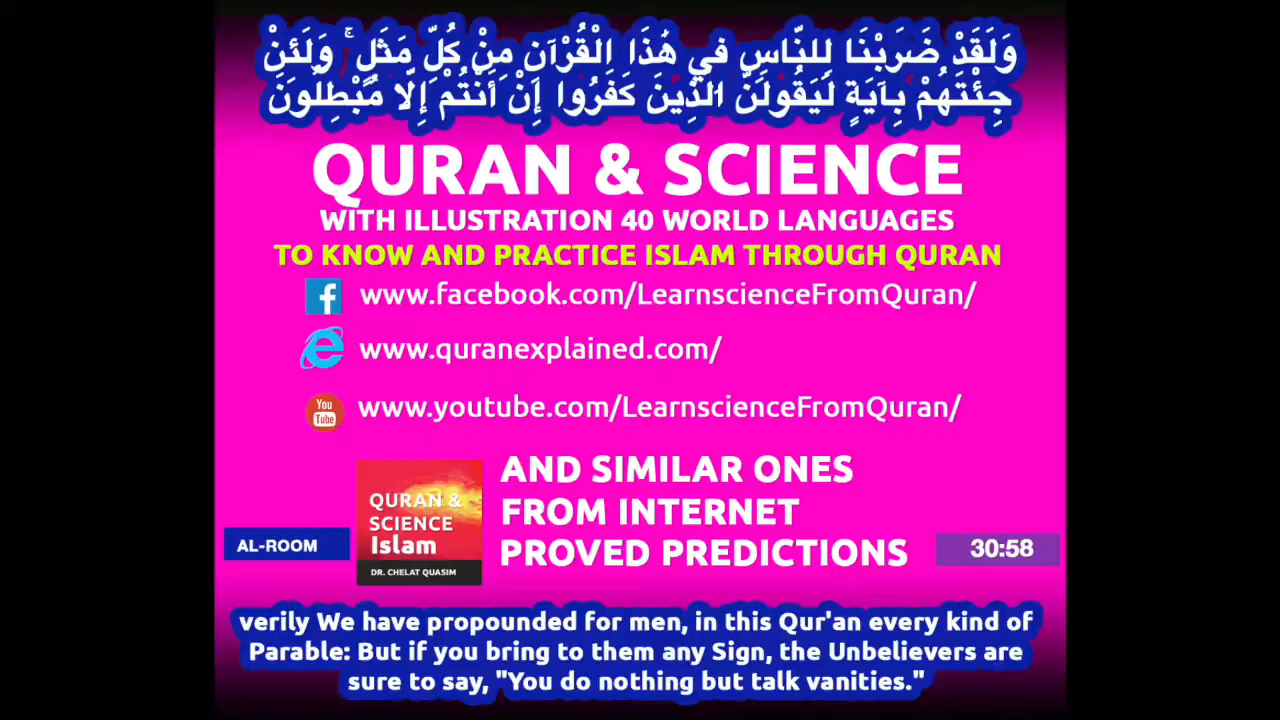 وَلَقَدْ ضَرَبْنَا لِلنَّاسِ فِي هَٰذَا الْقُرْآنِ مِنْ كُلِّ مَثَلٍ ۚ وَلَئِنْ
جِئْتَهُمْ بِآيَةٍ لَيَقُولَنَّ الَّذِينَ كَفَرُوا إِنْ أَنْتُمْ إِلَّا مُبْطِلُونَ
QURAN & SCIENCE
WITH ILLUSTRATION 40 WORLD LANGUAGES
TO KNOW AND PRACTICE ISLAM THROUGH QURAN
f www.facebook.com/LearnscienceFromQuran/
www.quranexplained.com/
You
Tube
www.youtube.com/LearnscienceFromQuran/
QURAN &
SCIENCE
Islam
DR. CHELAT QUASIM
AND SIMILAR ONES
FROM INTERNET
PROVED PREDICTIONS
AL-ROOM
30:58
verily We have propounded for men, in this Qur'an every kind of
Parable: But if you bring to them any Sign, the Unbelievers are
sure to say, "You do nothing but talk vanities."